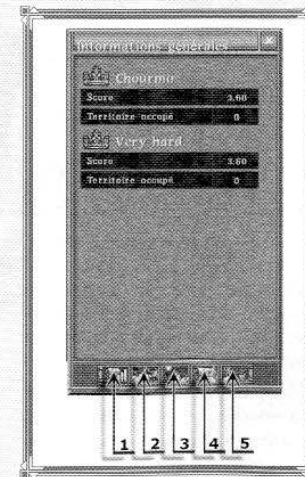 Informations générales
Chourmo
Score 3.60
Territoire occupé 0
Very hard
Score 3.60
Territoire occupé 0
1 2 3 4 5